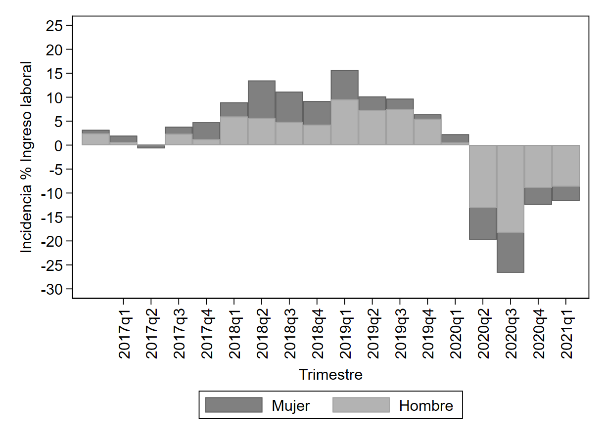 Incidencia % Ingreso laboral
25
20
15
10
5
0
-5
-10
-15
-20
-25
-30
2017q1
2017q2
2017q3
2017q4
2018q1
2018q2
2018q3
2018q4
2019q1
2019q2
2019q3
2019q4
2020q1
2020q2
2020q3
2020q4
2021q1
Trimestre
Mujer Hombre